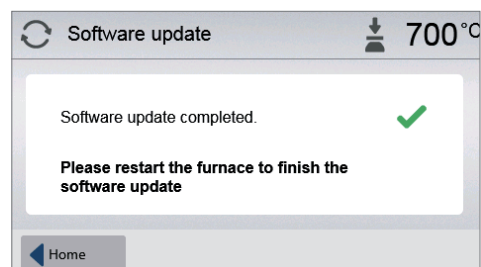 Software update
700°C
Software update completed.
Please restart the furnace to finish the
software update
Home